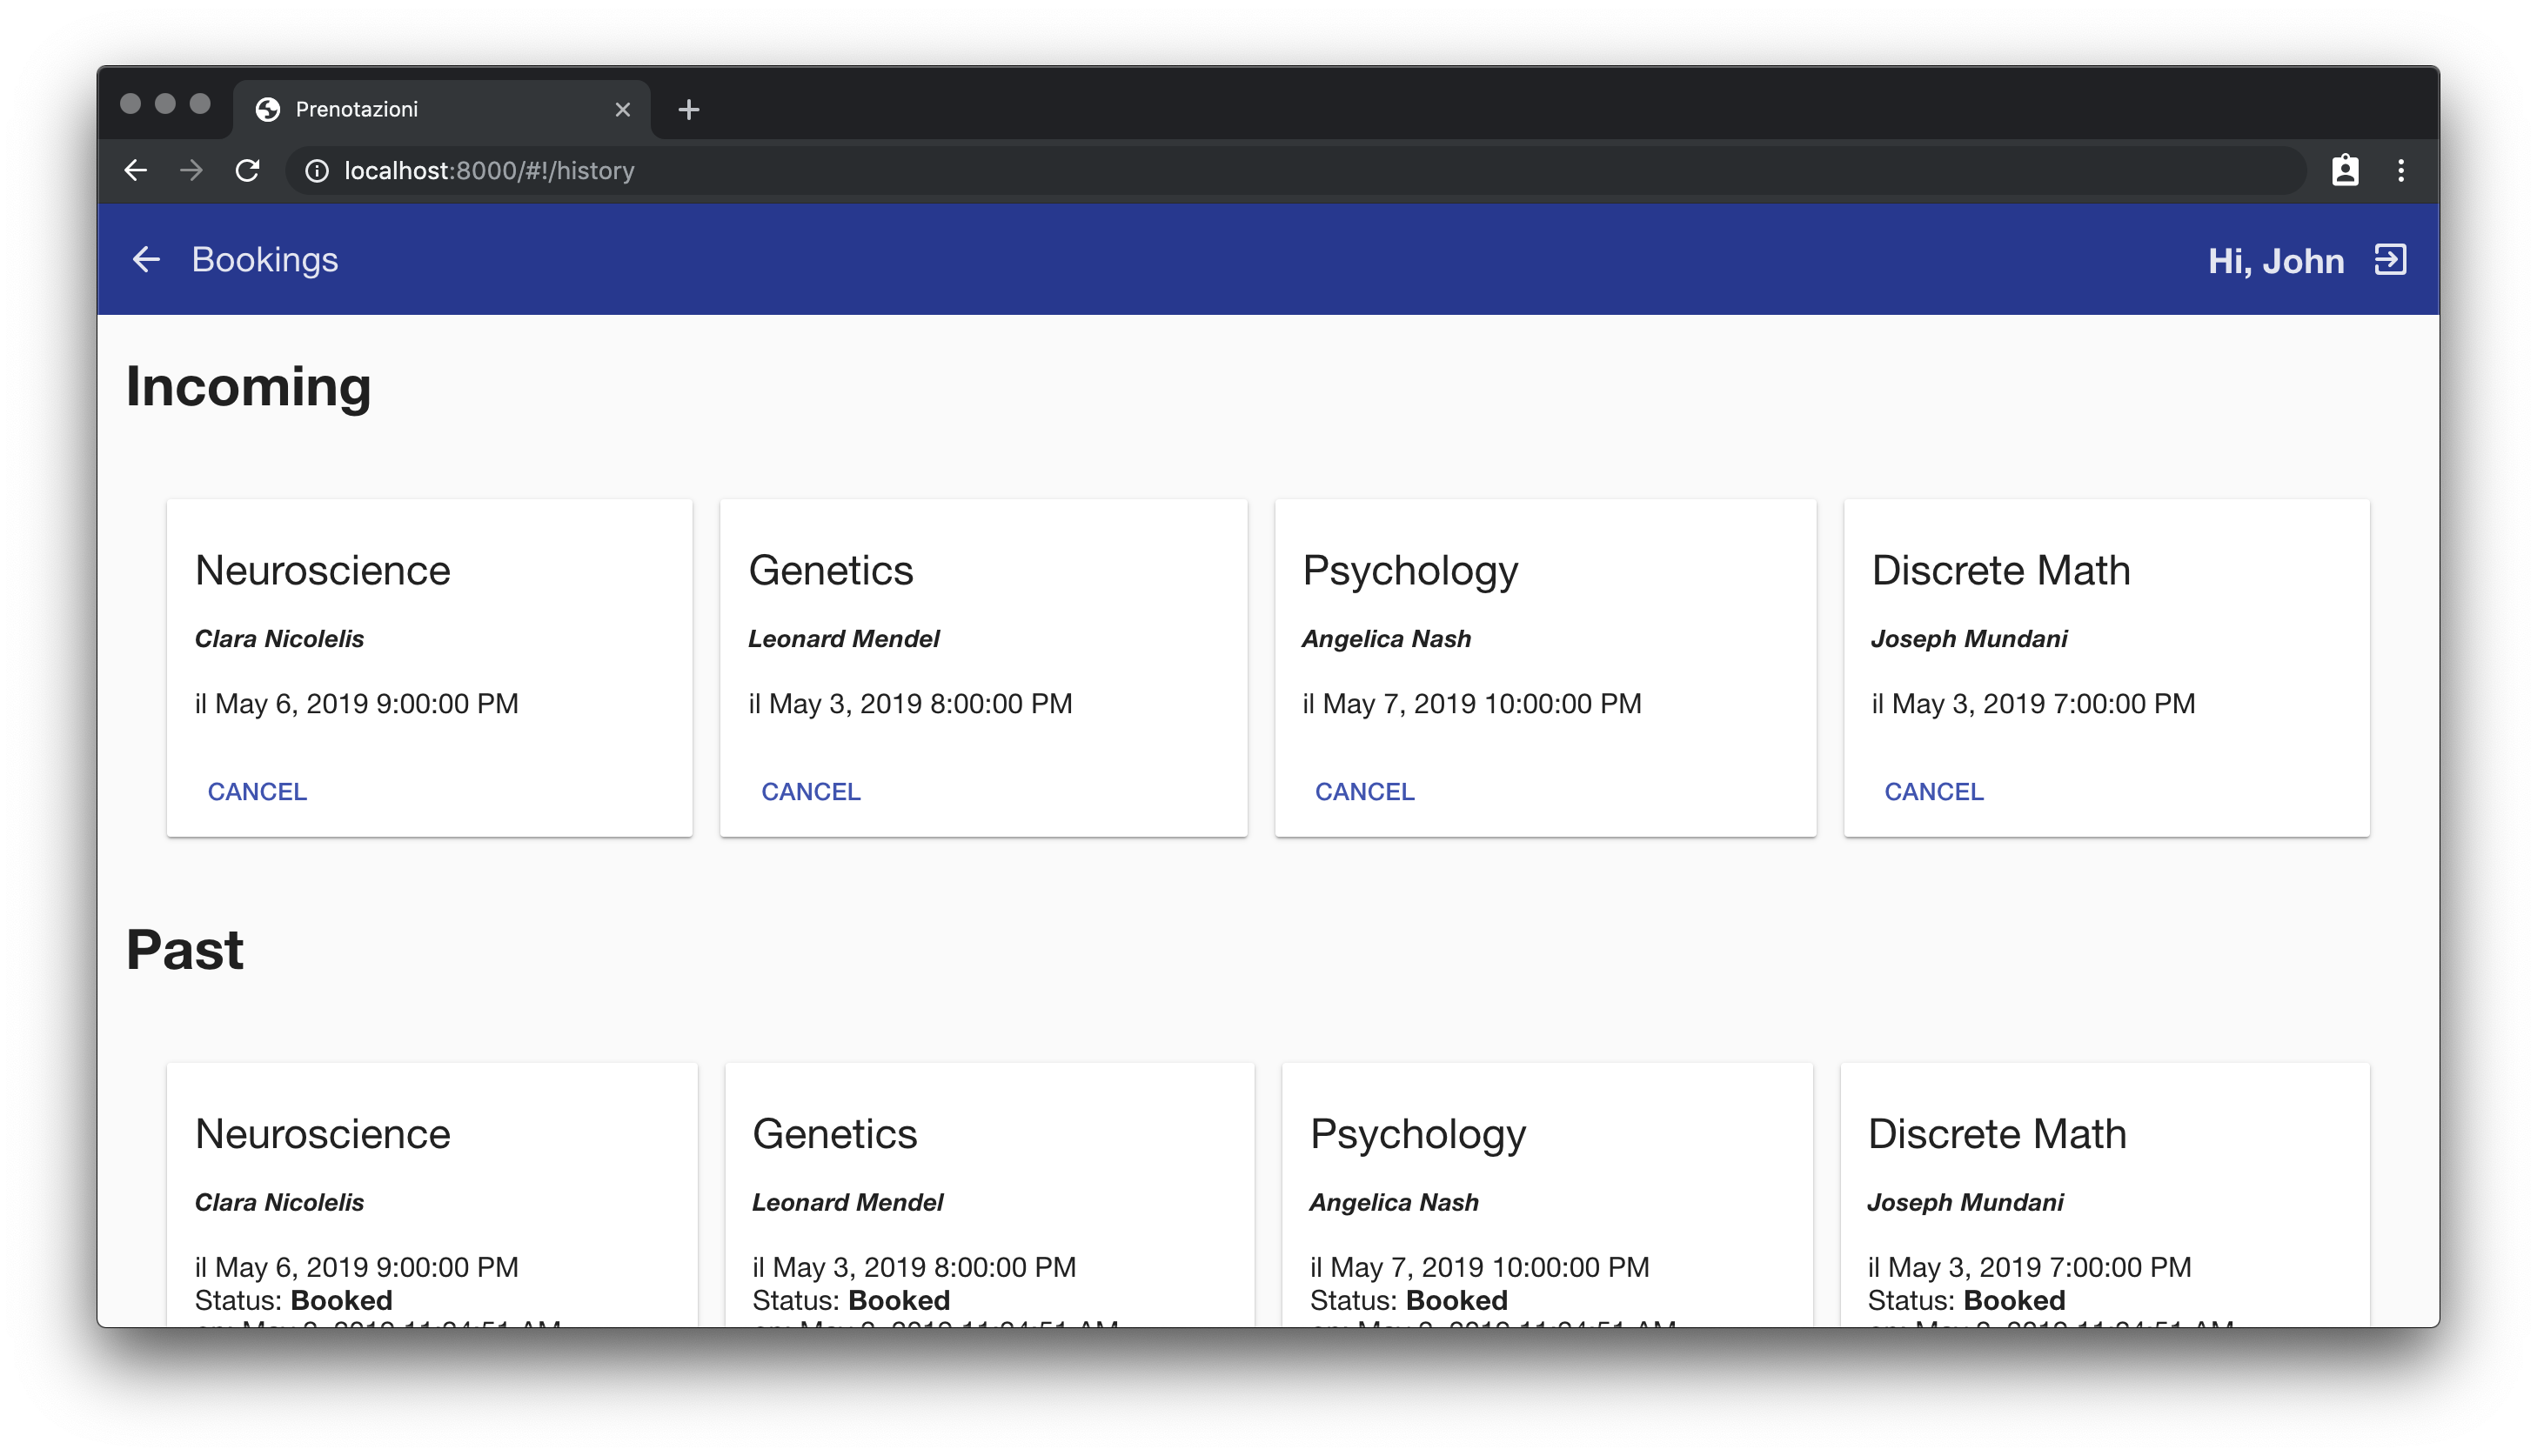 Prenotazioni
localhost:8000/#!/history
Bookings
Hi, John
Incoming
Neuroscience
Clara Nicolelis
il May 6, 2019 9:00:00 PM
CANCEL
Genetics
Leonard Mendel
il May 3, 2019 8:00:00 PM
CANCEL
Psychology
Angelica Nash
il May 7, 2019 10:00:00 PM
CANCEL
Discrete Math
Joseph Mundani
il May 3, 2019 7:00:00 PM
CANCEL
Past
Neuroscience
Clara Nicolelis
il May 6, 2019 9:00:00 PM
Status: Booked
Genetics
Leonard Mendel
il May 3, 2019 8:00:00 PM
Status: Booked
Psychology
Angelica Nash
il May 7, 2019 10:00:00 PM
Status: Booked
Discrete Math
Joseph Mundani
il May 3, 2019 7:00:00 PM
Status: Booked